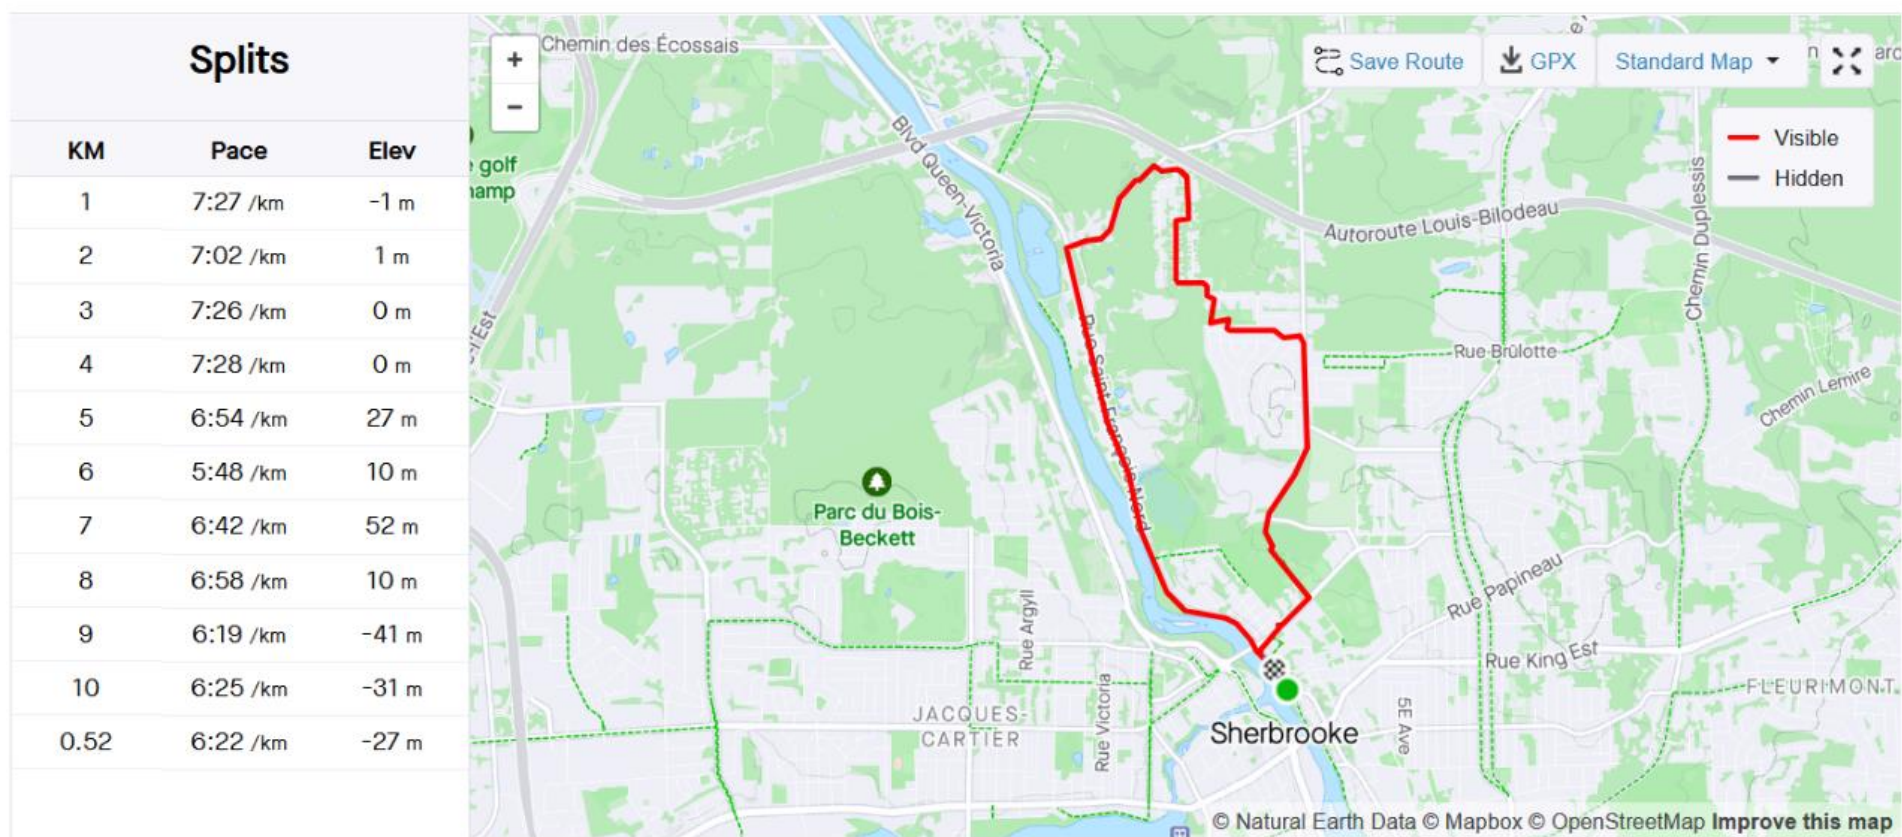 Splits
KM Pace Elev
1 7:27 /km -1 m
2 7:02 /km 1 m
3 7:26 /km 0 m
4 7:28 /km 0 m
5 6:54 /km 27 m
6 5:48 /km 10 m
7 6:42 /km 52 m
8 6:58 /km 10 m
9 6:19 /km -41 m
10 6:25 /km -31 m
0.52 6:22 /km -27 m
+
−
Chemin des Écossais
Save Route
GPX
Standard Map
Visible
Hidden
golf
Blvd Queen-Victoria
Autoroute Louis-Bilodeau
Chemin Duplessis
Rue Saint-François Nord
Rue Brûlotte
Chemin Lemire
Parc du Bois-
Beckett
Rue Papineau
Rue Argyll
Rue King Est
FLEURIMONT
Rue Victoria
JACQUES-
CARTIER
5E Ave
Sherbrooke
© Natural Earth Data © Mapbox © OpenStreetMap Improve this map